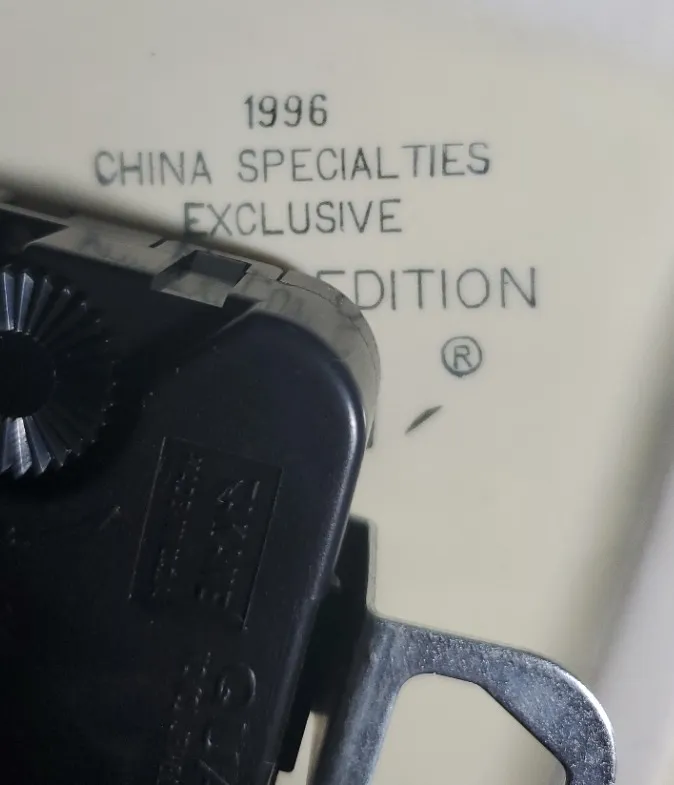 1996
CHINA SPECIALTIES
EXCLUSIVE
EDITION
®